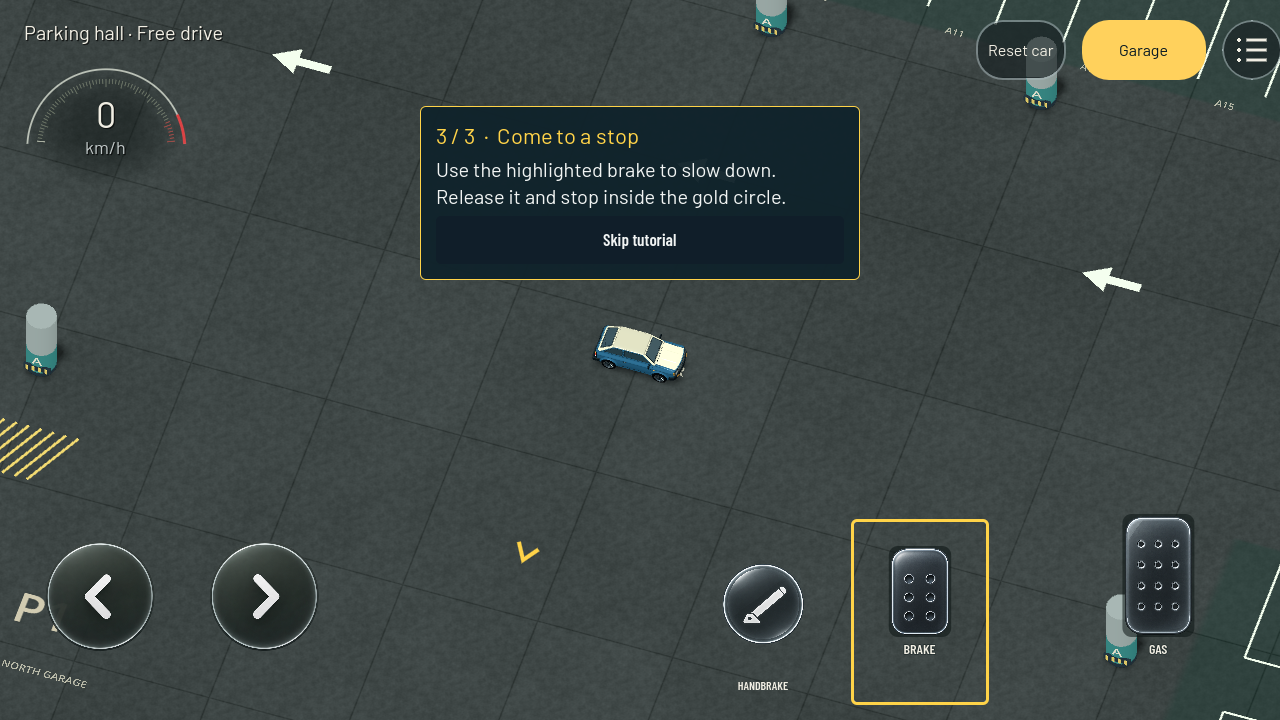 Parking hall · Free drive
0
km/h
A
A11
Reset car
Garage
A
A15
3 / 3 · Come to a stop
Use the highlighted brake to slow down.
Release it and stop inside the gold circle.
Skip tutorial
A
P
NORTH GARAGE
HANDBRAKE
BRAKE
A
GAS